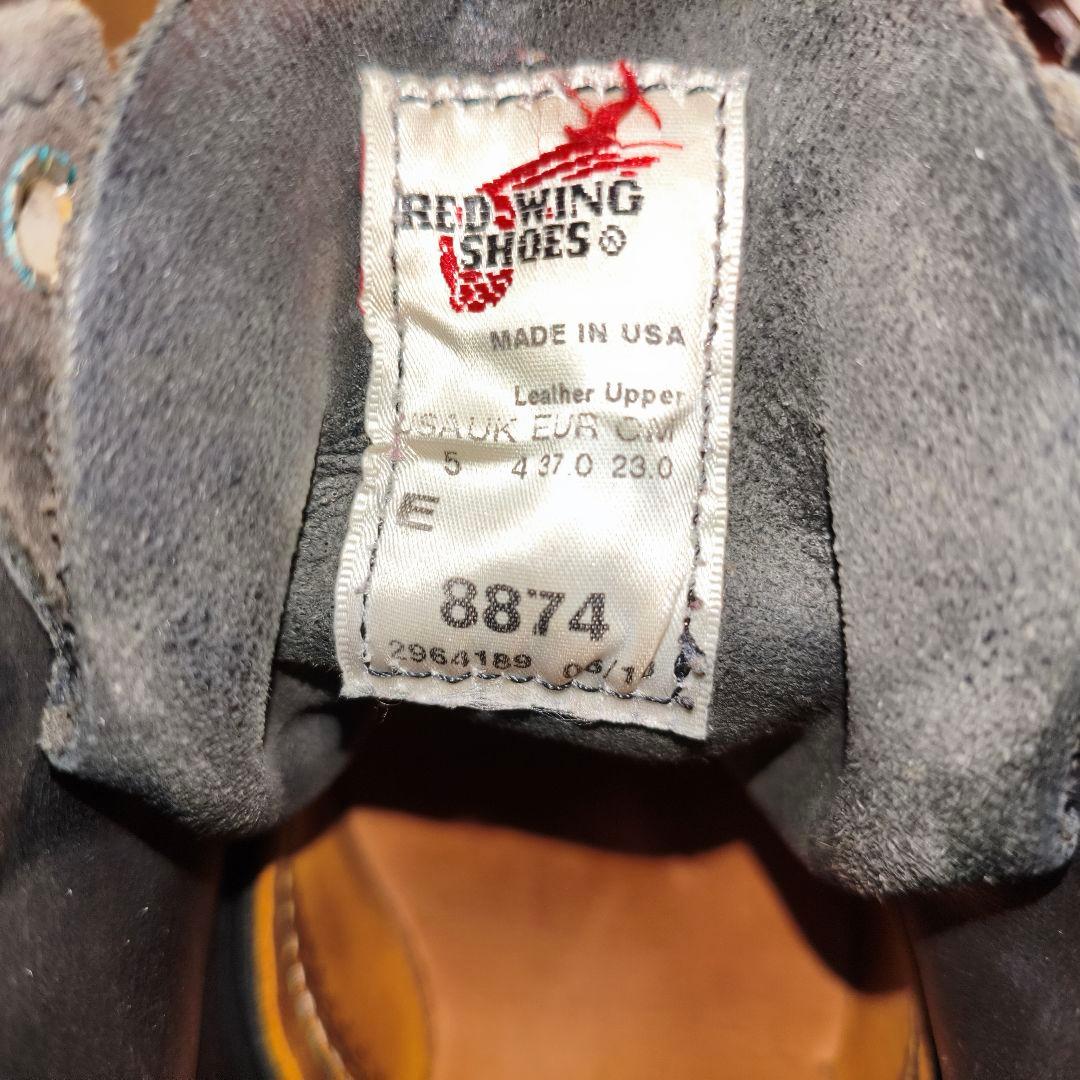 RED WING
SHOES ®
MADE IN USA
Leather Upper
USA UK EUR CM
5 4 37.0 23.0
E
8874